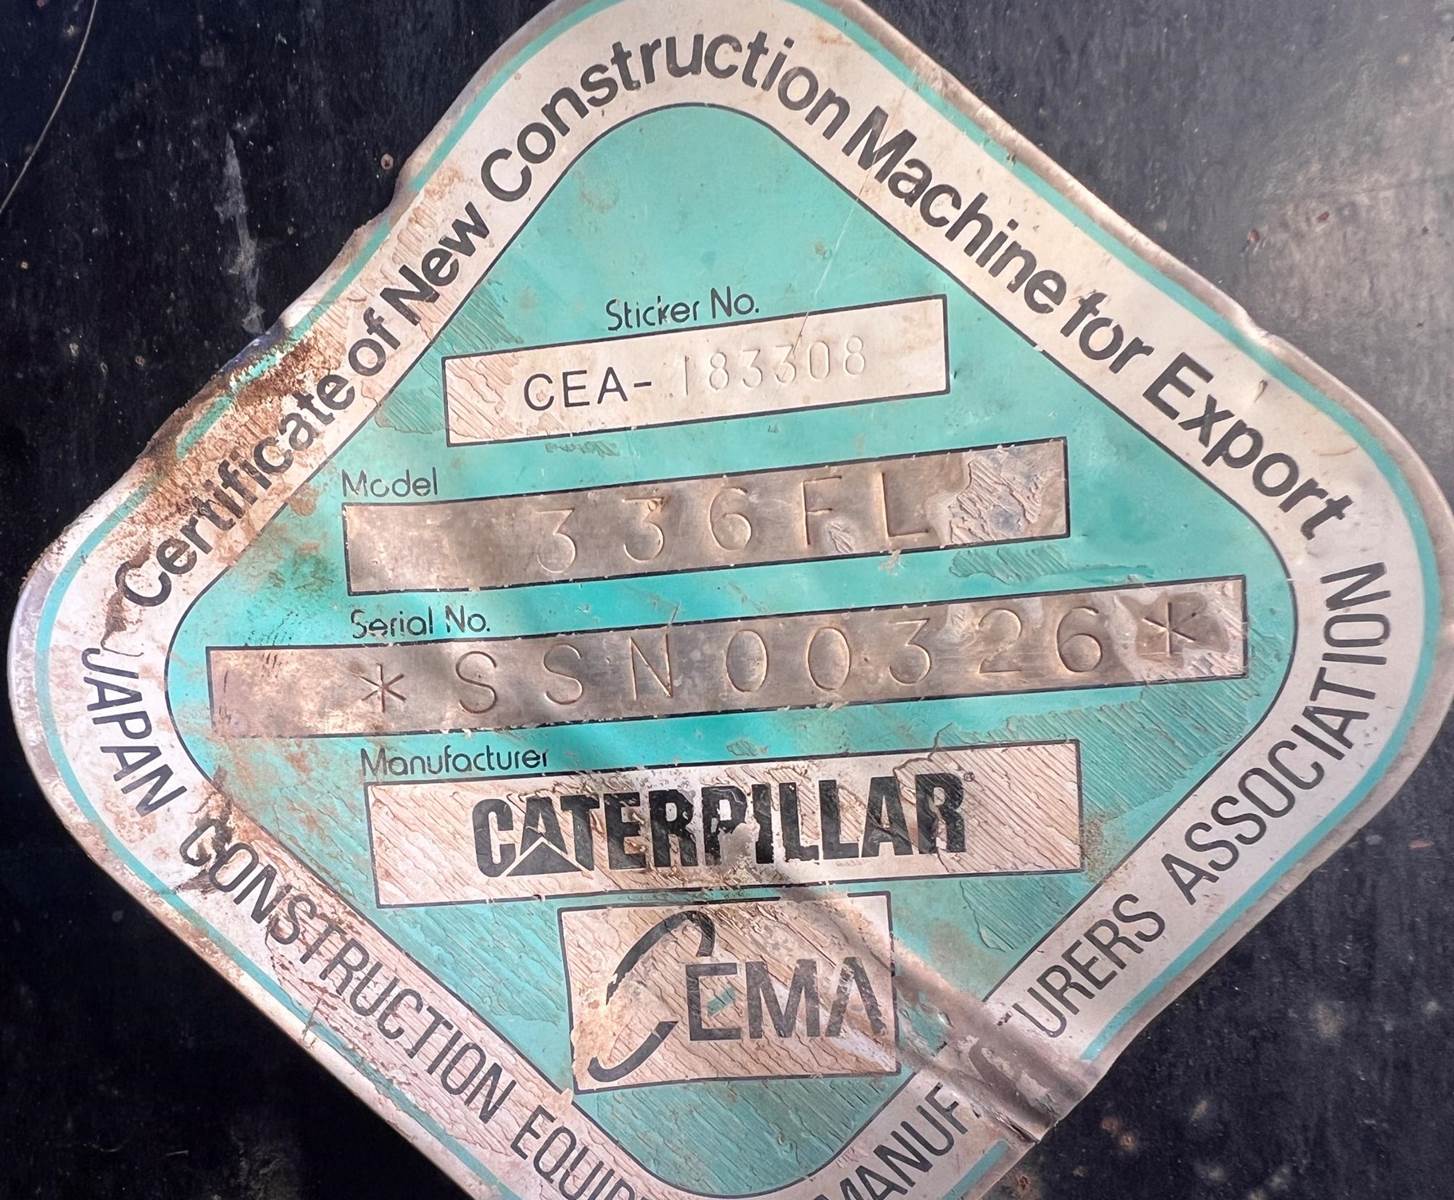 Certificate of New Construction Machine for Export
Sticker No.
CEA-183308
Model
336FL
Serial No.
*SSN00326*
Manufacturer
CATERPILLAR
CEMA
JAPAN CONSTRUCTION
ASSOCIATION